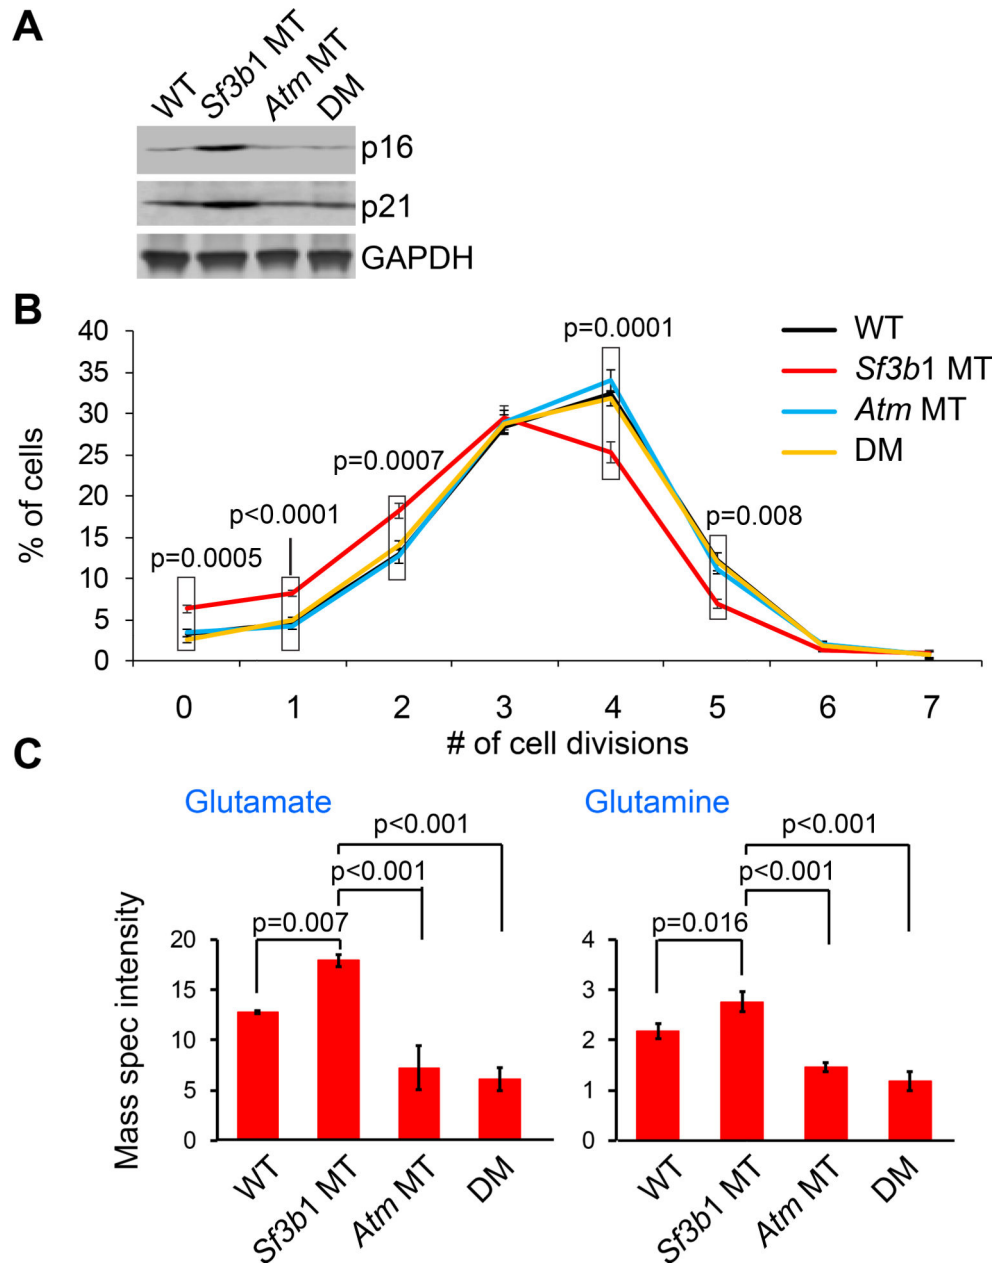 A
WT
Sf3b1 MT
Atm MT
DM
p16
p21
GAPDH
B
40
35
30
25
20
15
10
5
0
% of cells
p=0.0005
p<0.0001
p=0.0007
p=0.0001
p=0.008
WT
Sf3b1 MT
Atm MT
DM
0 1 2 3 4 5 6 7
# of cell divisions
C
Glutamate
p<0.001
p<0.001
p=0.007
Mass spec intensity
20
15
10
5
0
WT
Sf3b1 MT
Atm MT
DM
Glutamine
p<0.001
p<0.001
p=0.016
4
3
2
1
0
WT
Sf3b1 MT
Atm MT
DM